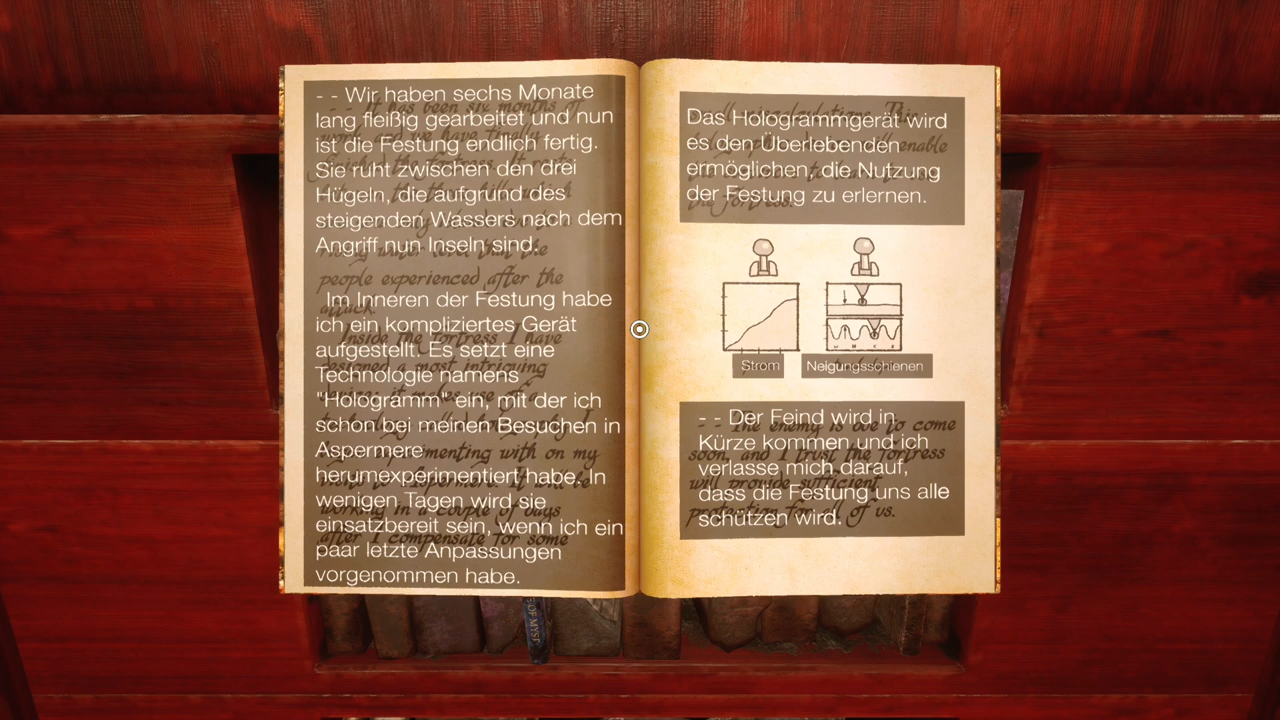 - - Wir haben sechs Monate
lang fleißig gearbeitet und nun
ist die Festung endlich fertig.
Sie ruht zwischen den drei
Hügeln, die aufgrund des
steigenden Wassers nach dem
Angriff nun Inseln sind.
Im Inneren der Festung habe
ich ein kompliziertes Gerät
aufgestellt. Es setzt eine
Technologie namens
"Hologramm" ein, mit der ich
schon bei meinen Besuchen in
Aspermere
herumexperimentiert habe. In
wenigen Tagen wird sie
einsatzbereit sein, wenn ich ein
paar letzte Anpassungen
vorgenommen habe.
Das Hologrammgerät wird
es den Überlebenden
ermöglichen, die Nutzung
der Festung zu erlernen.
Strom
Neigungsschienen
- - Der Feind wird in
Kürze kommen und ich
verlasse mich darauf,
dass die Festung uns alle
schützen wird.
OF MYST